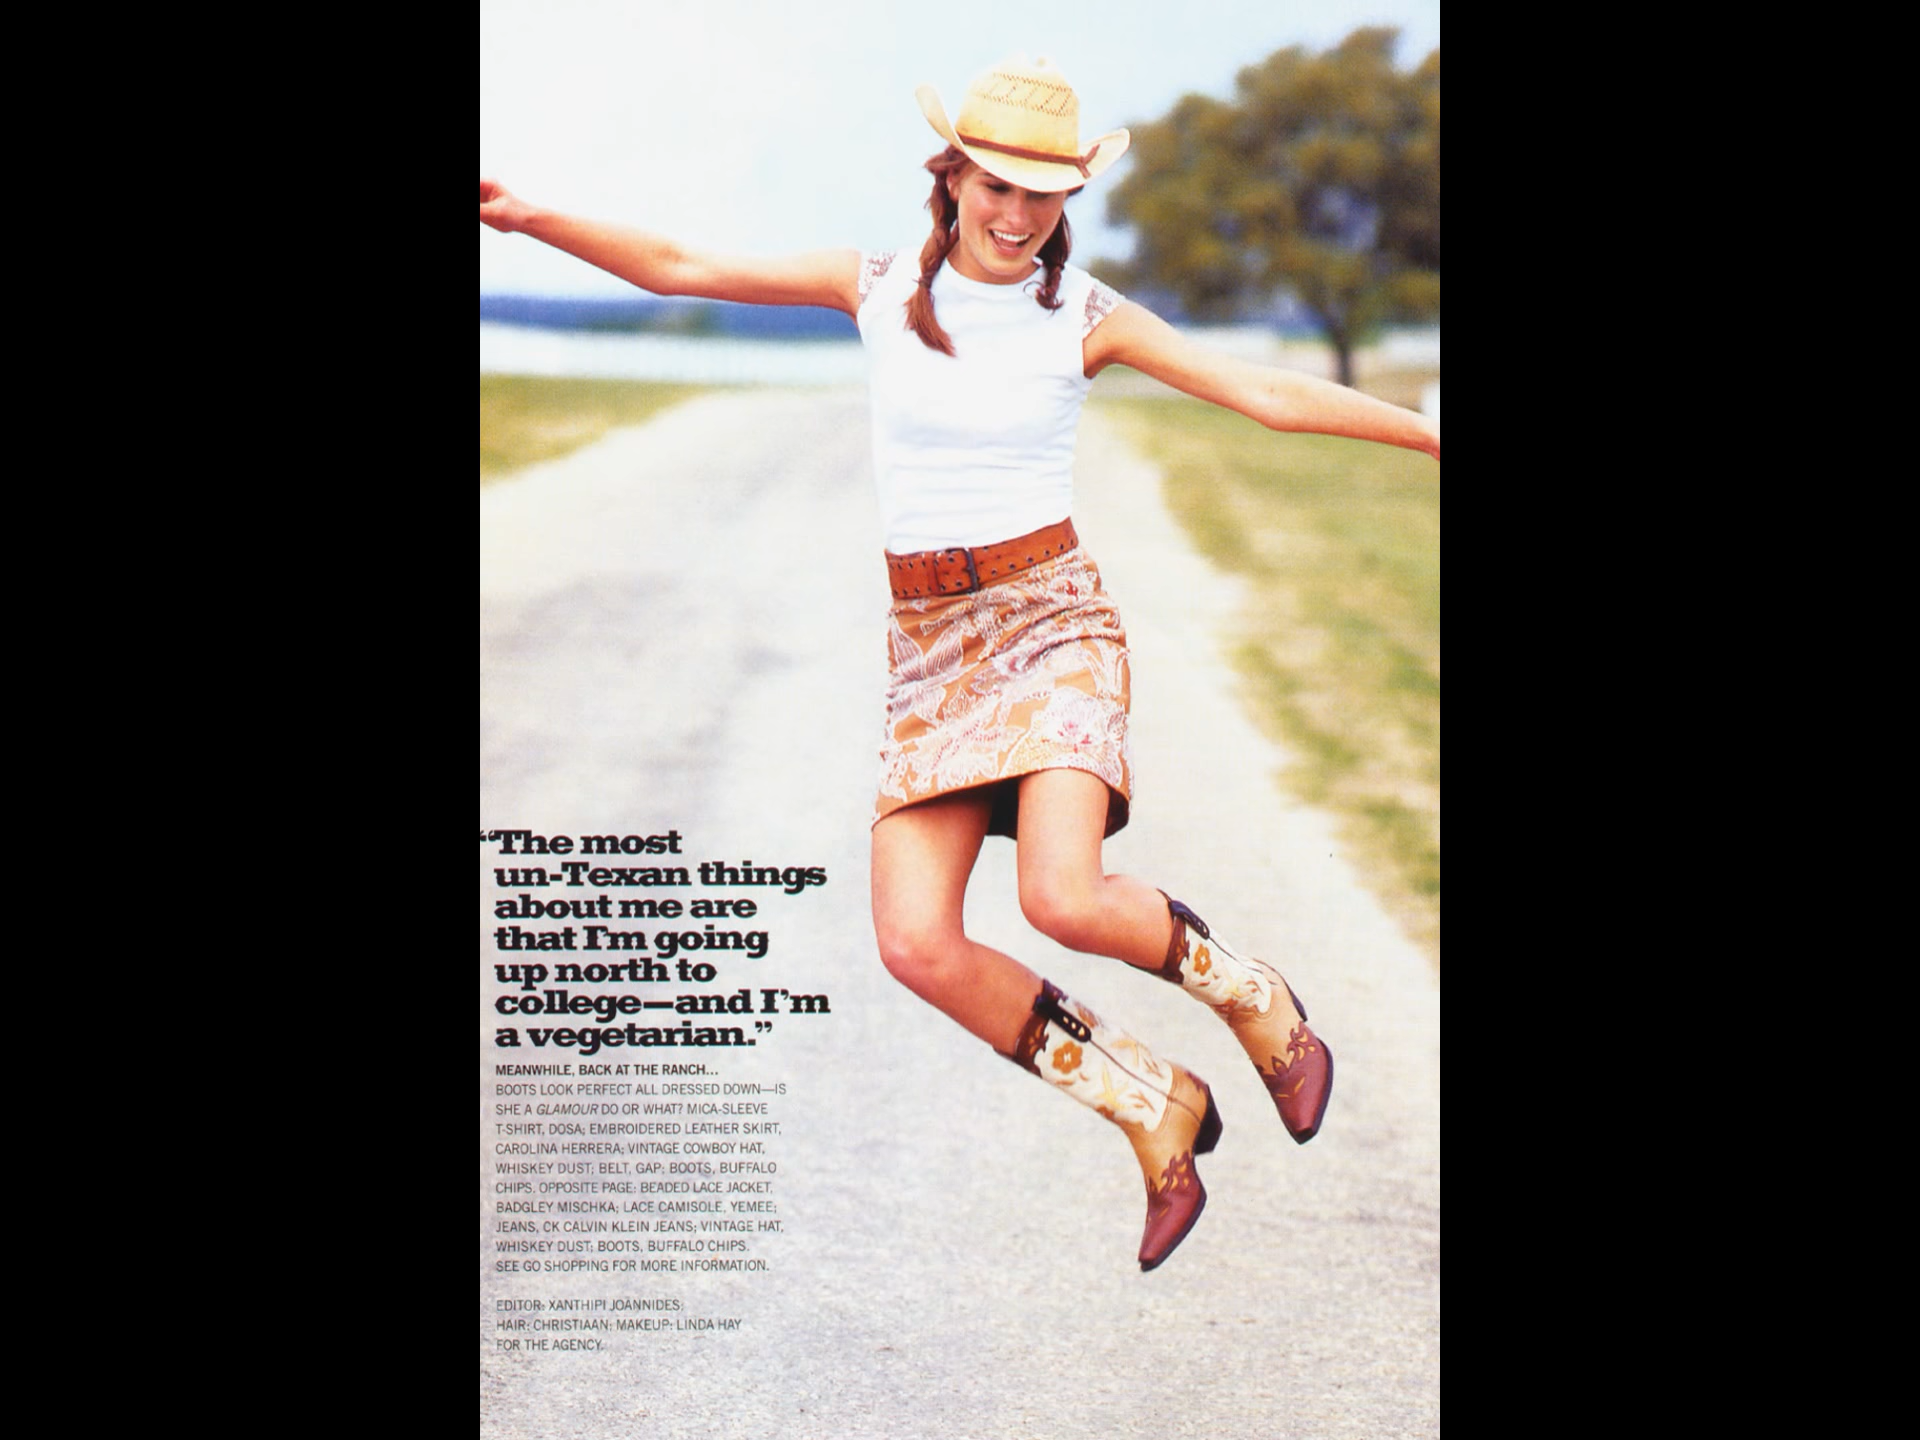 “The most
un-Texan things
about me are
that I’m going
up north to
college—and I’m
a vegetarian.”
MEANWHILE, BACK AT THE RANCH...
BOOTS LOOK PERFECT ALL DRESSED DOWN—IS
SHE A GLAMOUR DO OR WHAT? MICA-SLEEVE
T-SHIRT, DOSA; EMBROIDERED LEATHER SKIRT,
CAROLINA HERRERA; VINTAGE COWBOY HAT,
WHISKEY DUST; BELT, GAP; BOOTS, BUFFALO
CHIPS. OPPOSITE PAGE: BEADED LACE JACKET,
BADGLEY MISCHKA; LACE CAMISOLE, YEMEE;
JEANS, CK CALVIN KLEIN JEANS; VINTAGE HAT,
WHISKEY DUST; BOOTS, BUFFALO CHIPS.
SEE GO SHOPPING FOR MORE INFORMATION.
EDITOR: XANTHIPI JOANNIDES;
HAIR: CHRISTIAAN; MAKEUP: LINDA HAY
FOR THE AGENCY.